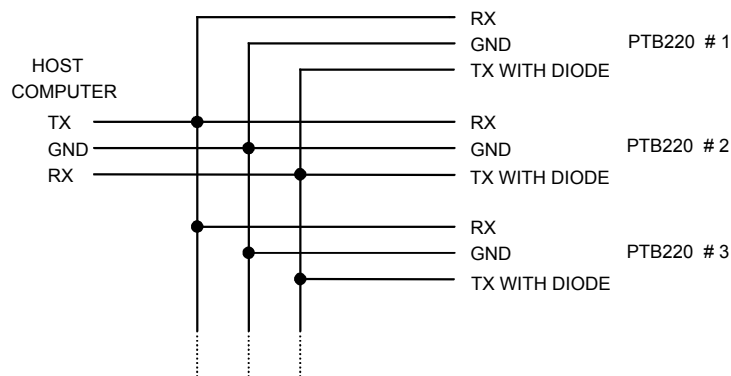 RX
GND PTB220 # 1
TX WITH DIODE
HOST
COMPUTER
TX RX
GND GND PTB220 # 2
RX TX WITH DIODE
RX
GND PTB220 # 3
TX WITH DIODE